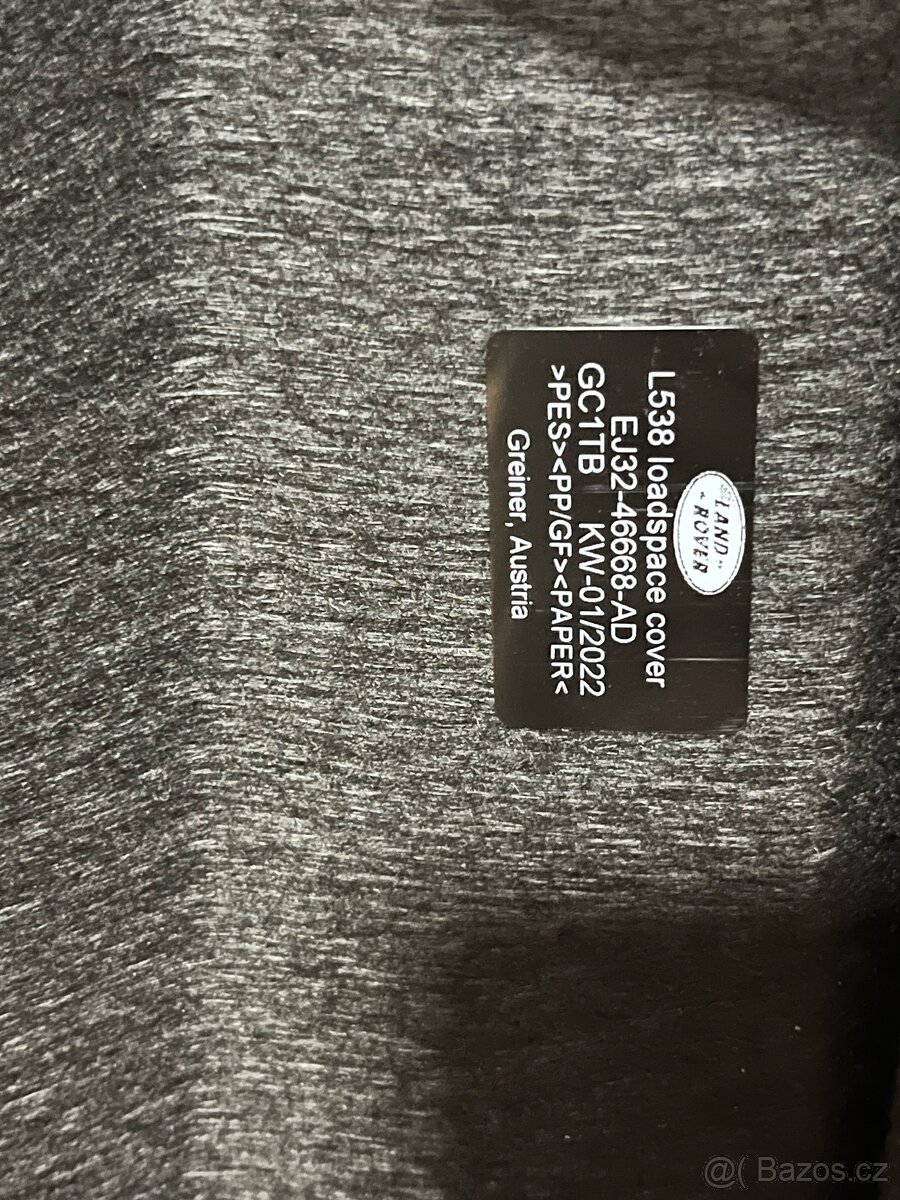 LAND
ROVER
L538 loadspace cover
EJ32-46668-AD
GC1TB KW-01/2022
>PES><PP/GF><PAPER<
Greiner, Austria
@( Bazos.cz